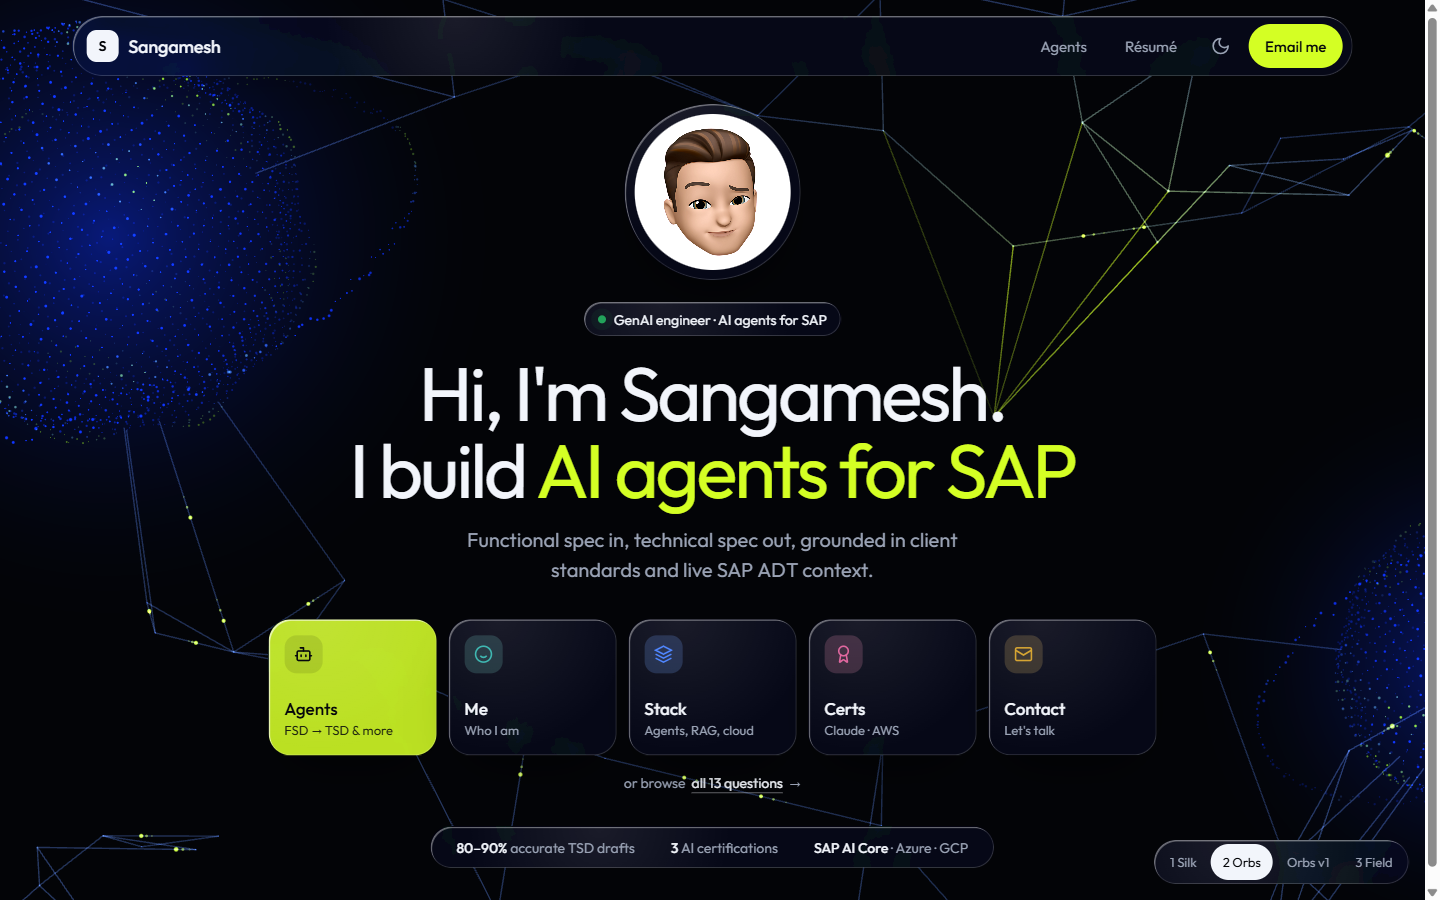 S Sangamesh
Agents Résumé Email me
GenAI engineer · AI agents for SAP
Hi, I'm Sangamesh.
I build AI agents for SAP
Functional spec in, technical spec out, grounded in client
standards and live SAP ADT context.
Agents
FSD → TSD & more
Me
Who I am
Stack
Agents, RAG, cloud
Certs
Claude · AWS
Contact
Let's talk
or browse all 13 questions →
80–90% accurate TSD drafts 3 AI certifications SAP AI Core · Azure · GCP
1 Silk 2 Orbs Orbs v1 3 Field